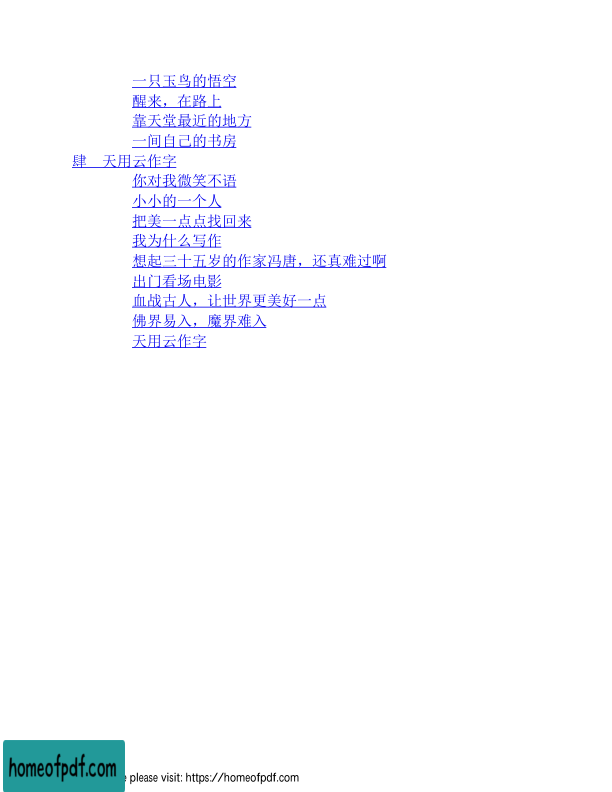 一只玉鸟的悟空
醒来，在路上
靠天堂最近的地方
一间自己的书房
肆　天用云作字
你对我微笑不语
小小的一个人
把美一点点找回来
我为什么写作
想起三十五岁的作家冯唐，还真难过啊
出门看场电影
血战古人，让世界更美好一点
佛界易入，魔界难入
天用云作字
homeofpdf.com
please visit: https://homeofpdf.com